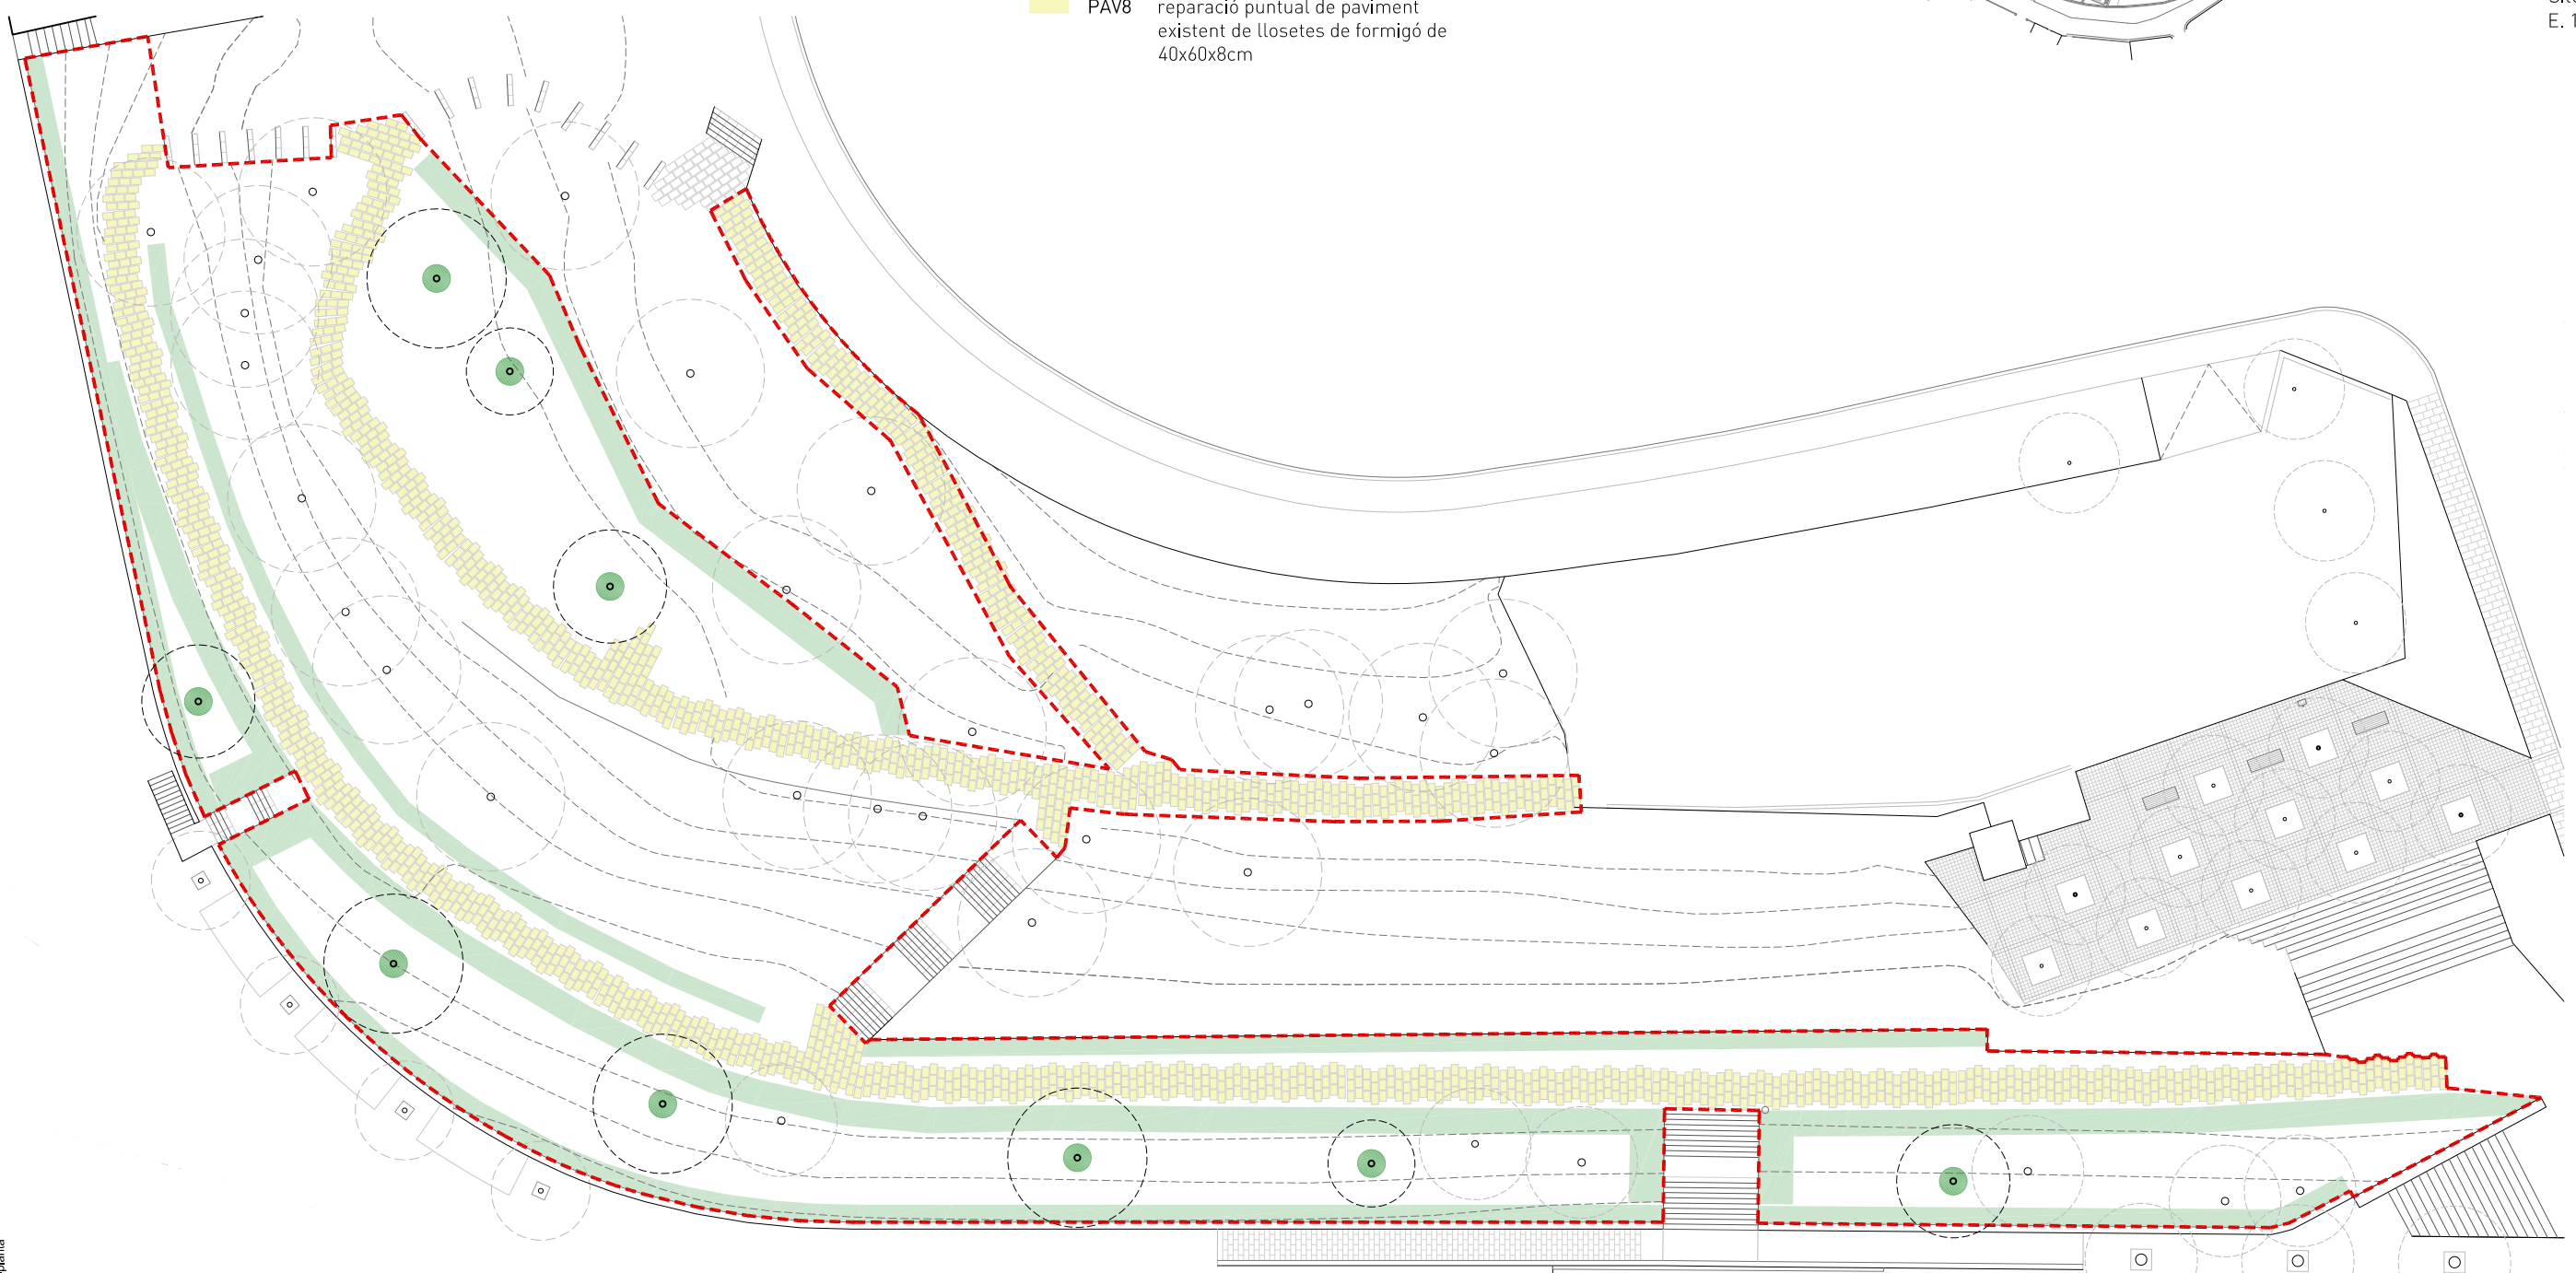 PAV8 reparació puntual de paviment
existent de llosetes de formigó de
40x60x8cm
E. 1